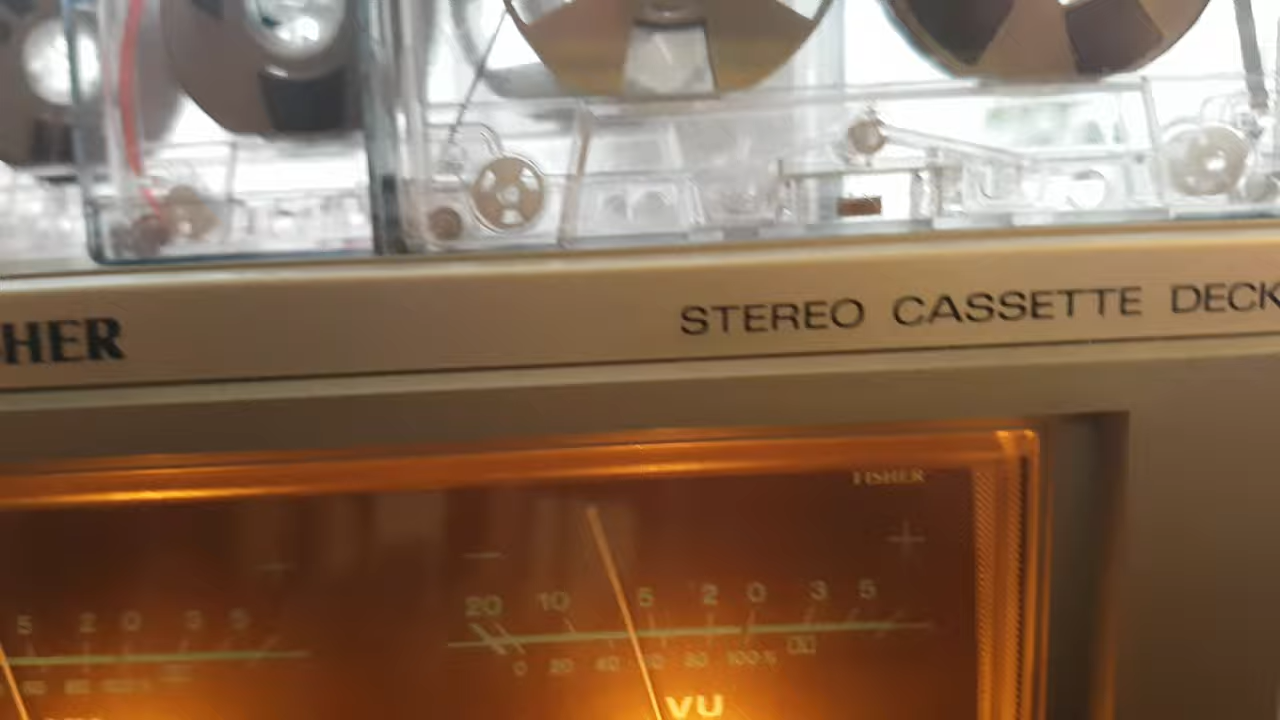 HER STEREO CASSETTE DECK
FISHER
− +
20 10 5 2 0 3 5
5 2 0 3 5
0 20 40 80 100%
VU